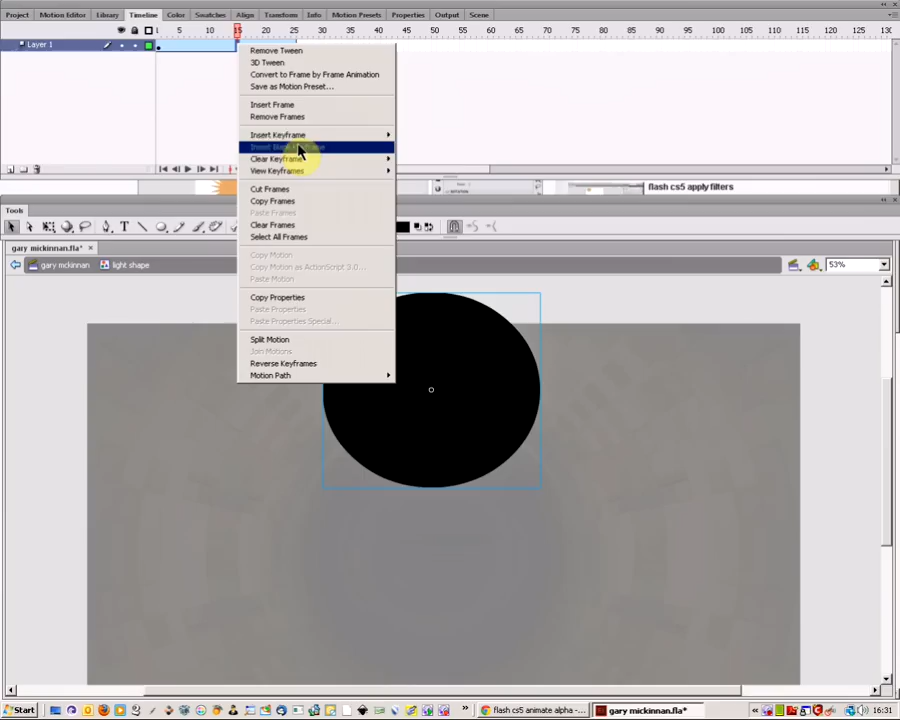 Project Motion Editor Library Timeline Color Swatches Align Transform Info Motion Presets Properties Output Scene
5 10 15 20 25 30 35 40 45 50 55 60 65 70 75 80 85 90 95 100 105 110 115 120 125 130
Layer 1
Remove Tween
3D Tween
Convert to Frame by Frame Animation
Save as Motion Preset...
Insert Frame
Remove Frames
Insert Keyframe
Insert Blank Keyframe
Clear Keyframe
View Keyframes
Cut Frames
Copy Frames
Paste Frames
Clear Frames
Select All Frames
Copy Motion
Copy Motion as ActionScript 3.0...
Paste Motion
Copy Properties
Paste Properties
Paste Properties Special...
Split Motion
Join Motions
Reverse Keyframes
Motion Path
flash cs5 apply filters
Tools
gary mickinnan.fla*
gary mckinnan light shape
53%
Start
flash cs5 animate alpha -...
gary mickinnan.fla*
16:31